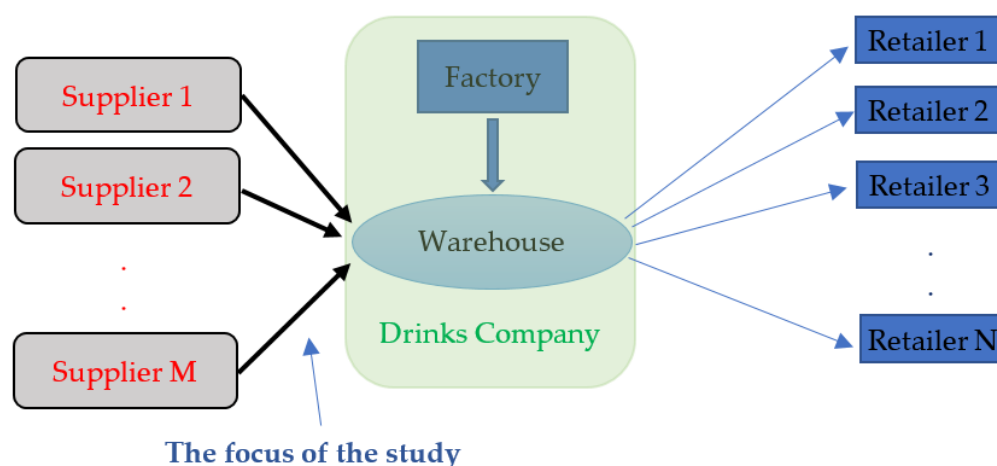 Supplier 1
Supplier 2
.
.
Supplier M
Factory
Warehouse
Drinks Company
The focus of the study
Retailer 1
Retailer 2
Retailer 3
.
.
Retailer N